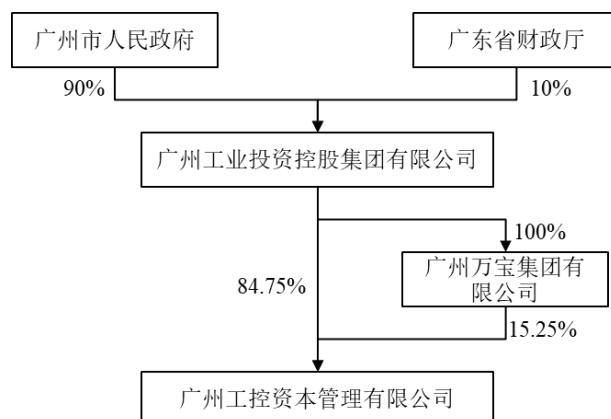 广州市人民政府
广东省财政厅
90%
10%
广州工业投资控股集团有限公司
100%
广州万宝集团有
限公司
84.75%
15.25%
广州工控资本管理有限公司